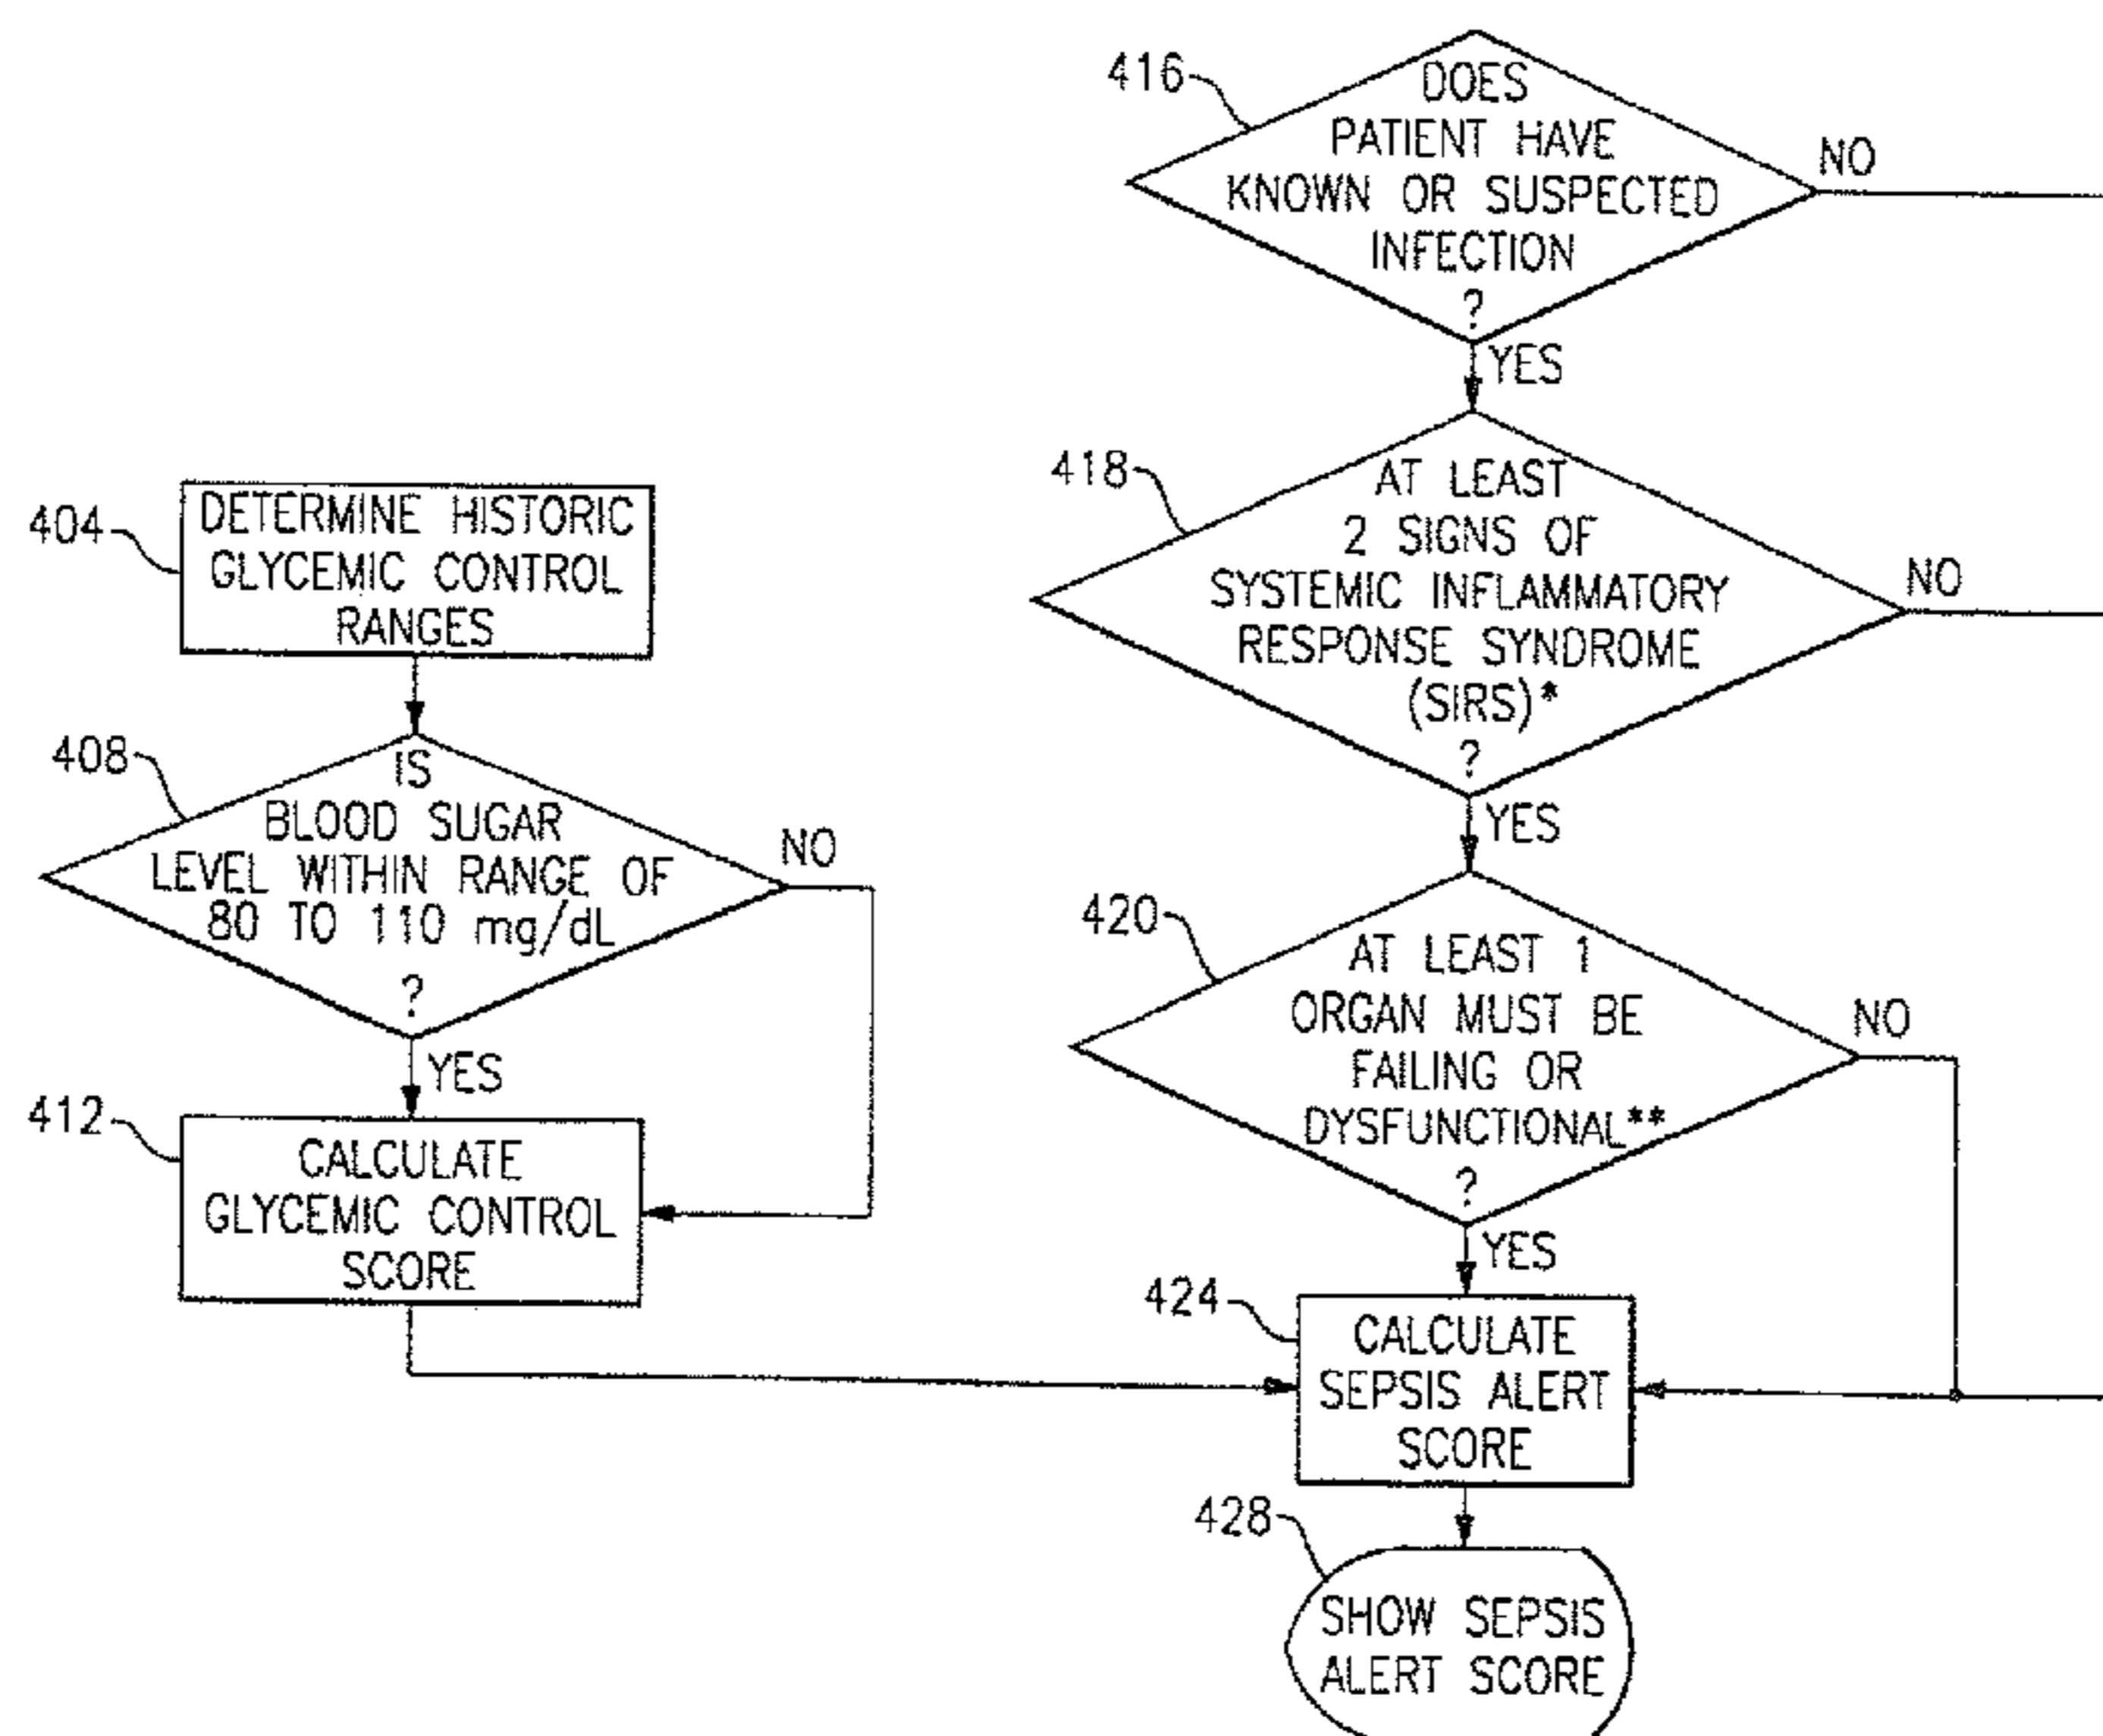 404
DETERMINE HISTORIC
GLYCEMIC CONTROL
RANGES
408
IS
BLOOD SUGAR
LEVEL WITHIN RANGE OF
80 TO 110 mg/dL
?
NO
YES
412
CALCULATE
GLYCEMIC CONTROL
SCORE
416
DOES
PATIENT HAVE
KNOWN OR SUSPECTED
INFECTION
?
NO
YES
418
AT LEAST
2 SIGNS OF
SYSTEMIC INFLAMMATORY
RESPONSE SYNDROME
(SIRS)*
?
NO
YES
420
AT LEAST 1
ORGAN MUST BE
FAILING OR
DYSFUNCTIONAL**
?
NO
YES
424
CALCULATE
SEPSIS ALERT
SCORE
428
SHOW SEPSIS
ALERT SCORE